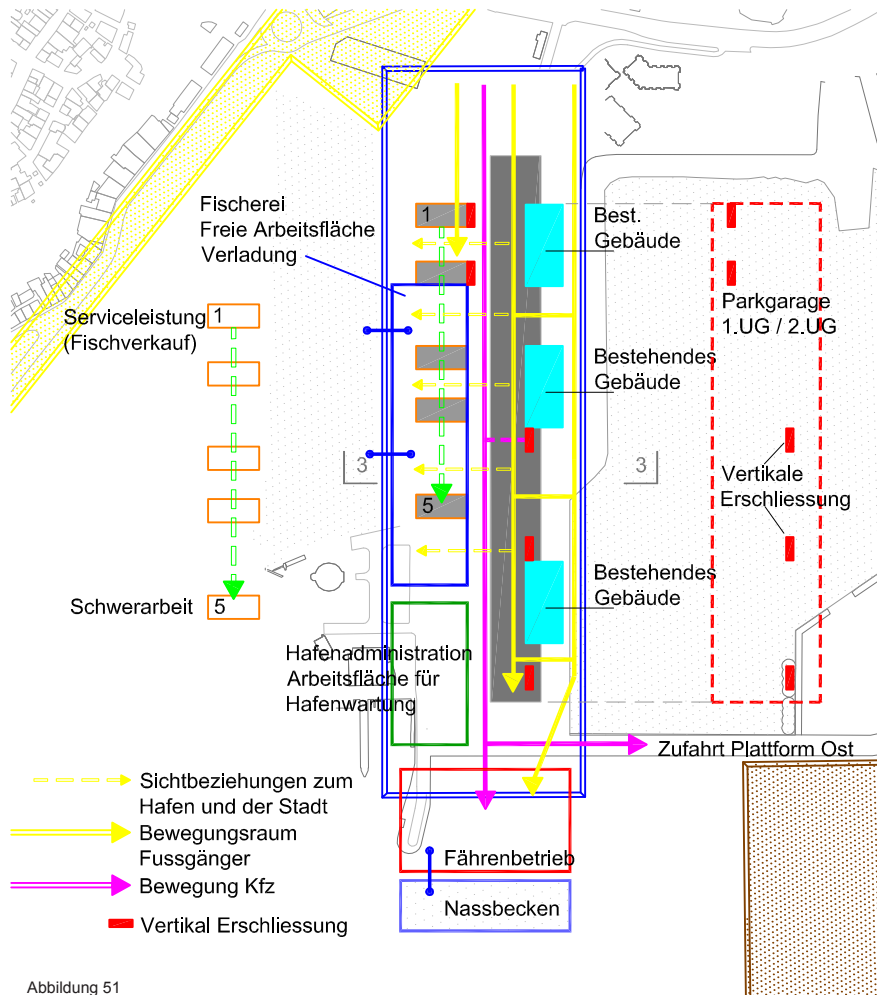 Fischerei
Freie Arbeitsfläche
Verladung
1
Best.
Gebäude
Serviceleistung
(Fischverkauf)
1
Parkgarage
1.UG / 2.UG
Bestehendes
Gebäude
3
3
Vertikale
Erschliessung
5
Schwerarbeit
5
Bestehendes
Gebäude
Hafenadministration
Arbeitsfläche für
Hafenwartung
Zufahrt Plattform Ost
Sichtbeziehungen zum
Hafen und der Stadt
Bewegungsraum
Fussgänger
Bewegung Kfz
Vertikal Erschliessung
Fährenbetrieb
Nassbecken
Abbildung 51